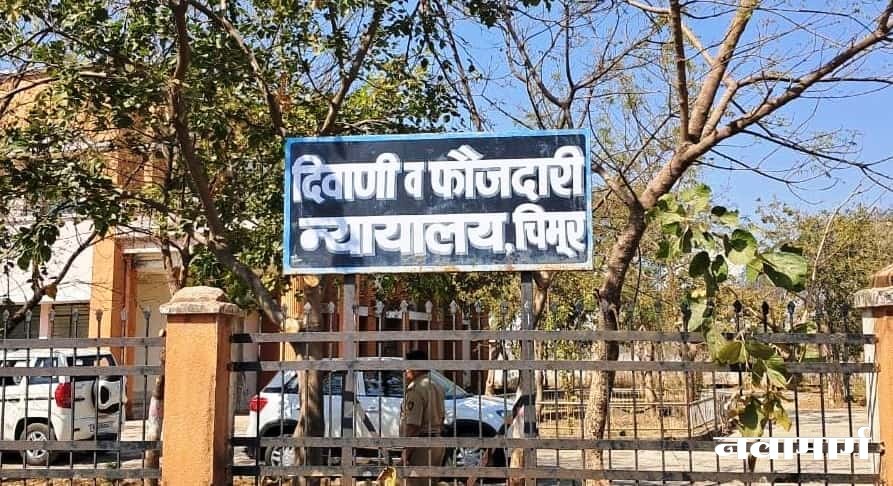 दिवाणी व फौजदारी
न्यायालय, चिमूर
नवामार्ग